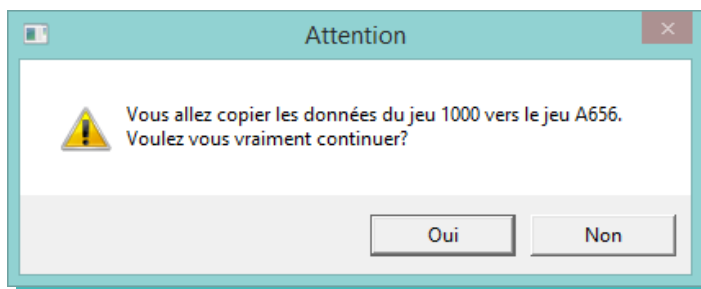 Attention
Vous allez copier les données du jeu 1000 vers le jeu A656.
Voulez vous vraiment continuer?
Oui
Non